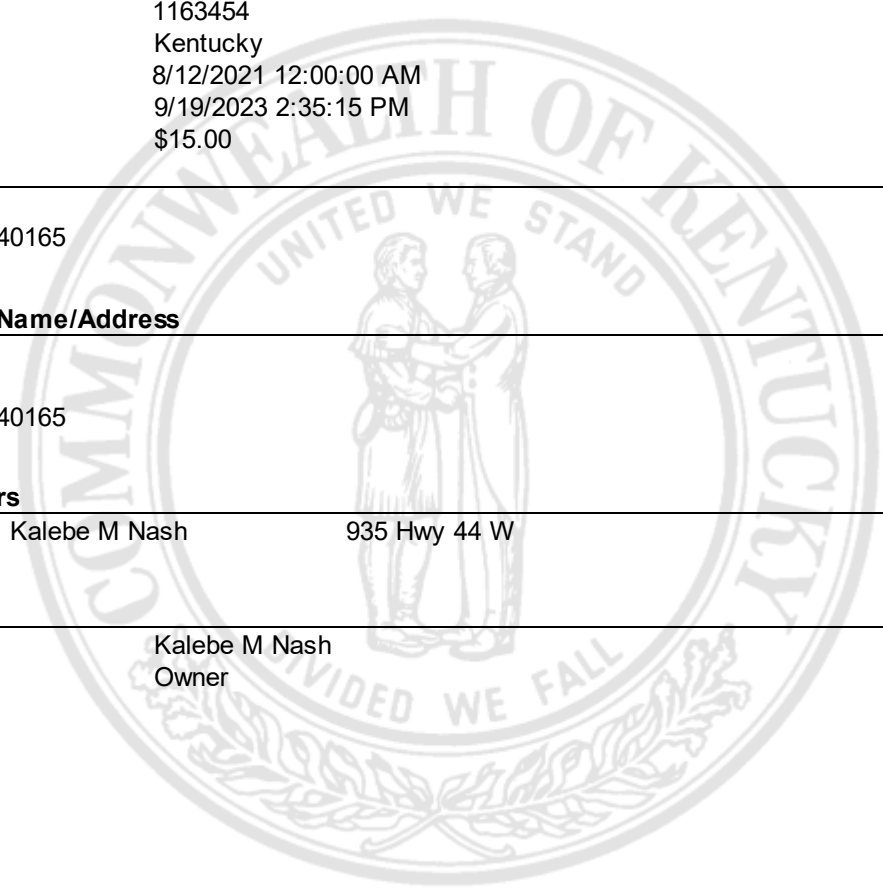 1163454
Kentucky
8/12/2021 12:00:00 AM
9/19/2023 2:35:15 PM
$15.00
40165
Name/Address
40165
rs
Kalebe M Nash 935 Hwy 44 W
Kalebe M Nash
Owner
COMMONWEALTH OF KENTUCKY
UNITED WE STAND
DIVIDED WE FALL